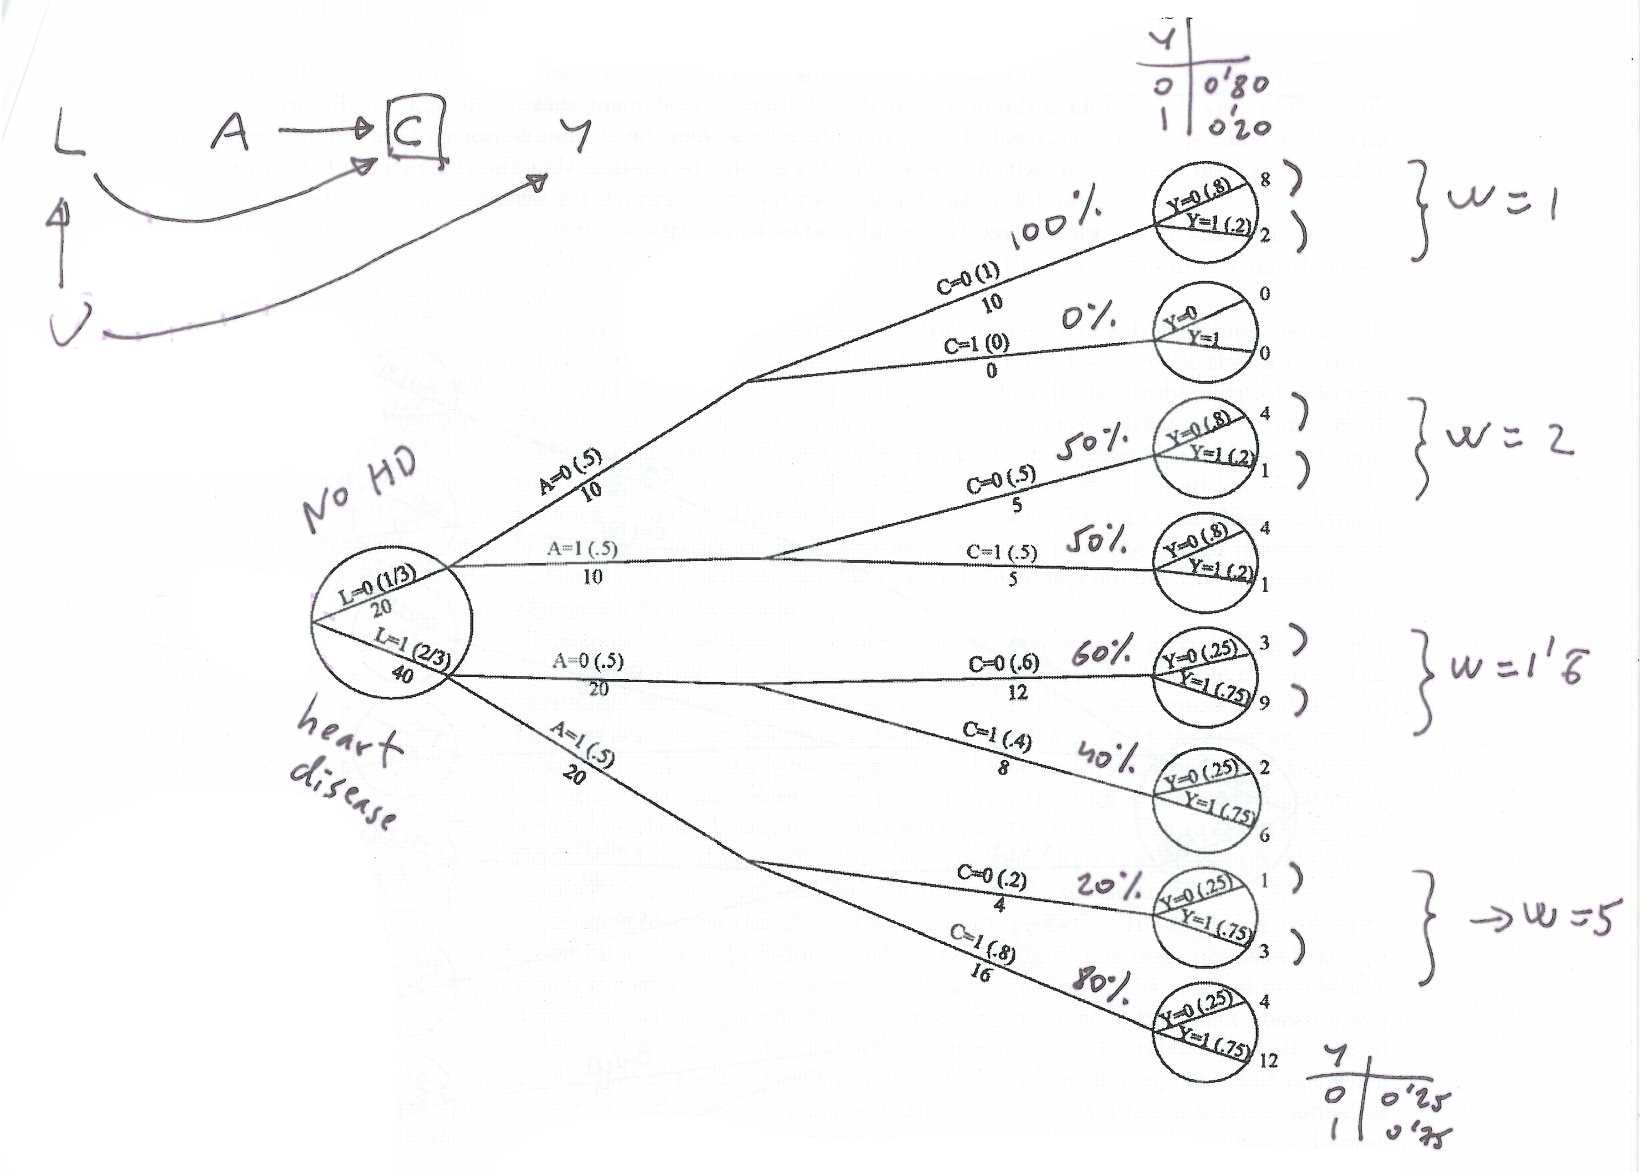 Y
0 0'80
1 0'20
L A C Y
U
100%
C=0 (1)
10
Y=0 (.8) 8
Y=1 (.2) 2
W=1
0%
C=1 (0)
0
Y=0 0
Y=1 0
NO HD
A=0 (.5)
10
50%
C=0 (.5)
5
Y=0 (.8) 4
Y=1 (.2) 1
W=2
A=1 (.5)
10
50%
C=1 (.5)
5
Y=0 (.8) 4
Y=1 (.2) 1
L=0 (1/3)
20
L=1 (2/3)
40
A=0 (.5)
20
60%
C=0 (.6)
12
Y=0 (.25) 3
Y=1 (.75) 9
W=1'6
40%
C=1 (.4)
8
Y=0 (.25) 2
Y=1 (.75) 6
heart
disease
A=1 (.5)
20
20%
C=0 (.2)
4
Y=0 (.25) 1
Y=1 (.75) 3
→ W=5
80%
C=1 (.8)
16
Y=0 (.25) 4
Y=1 (.75) 12
Y
0 0'25
1 0'75